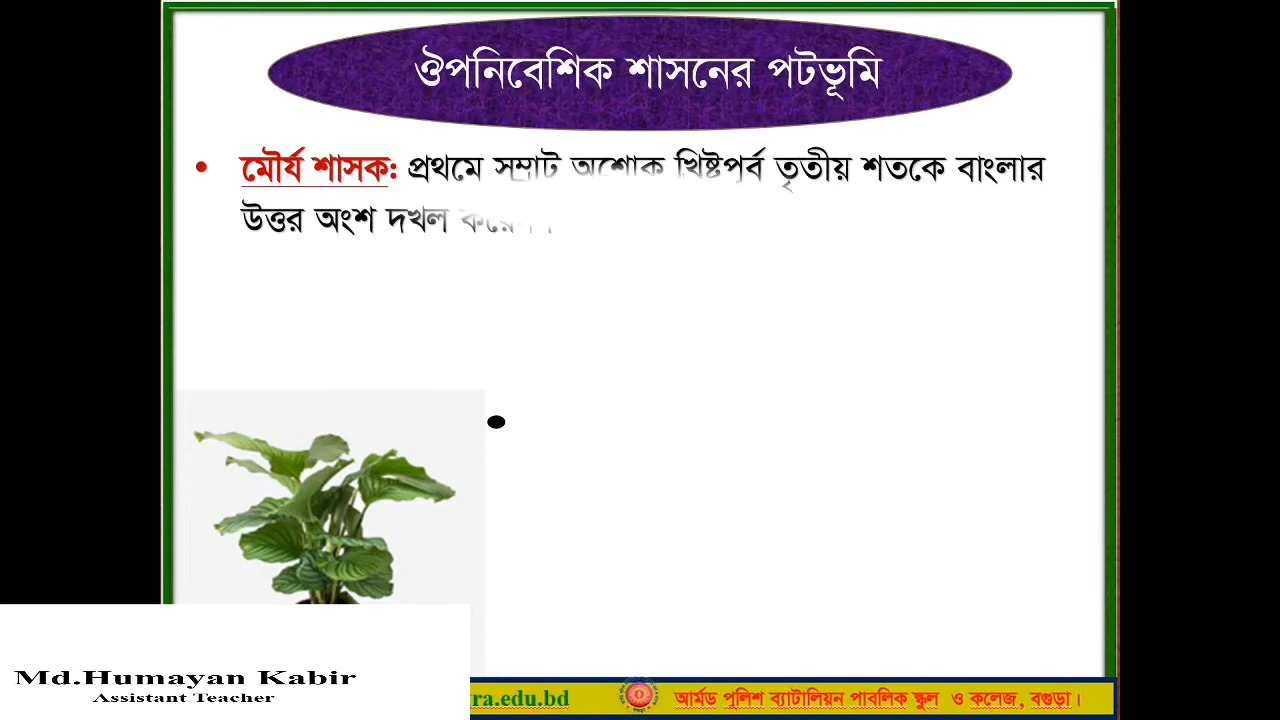 ঔপনিবেশিক শাসনের পটভূমি
• মৌর্য শাসক: প্রথমে সম্রাট অশোক খ্রিষ্টপূর্ব তৃতীয় শতকে বাংলার
উত্তর অংশ দখল
Md.Humayan Kabir
Assistant Teacher
ra.edu.bd
আর্মড পুলিশ ব্যাটালিয়ন পাবলিক স্কুল ও কলেজ, বগুড়া।